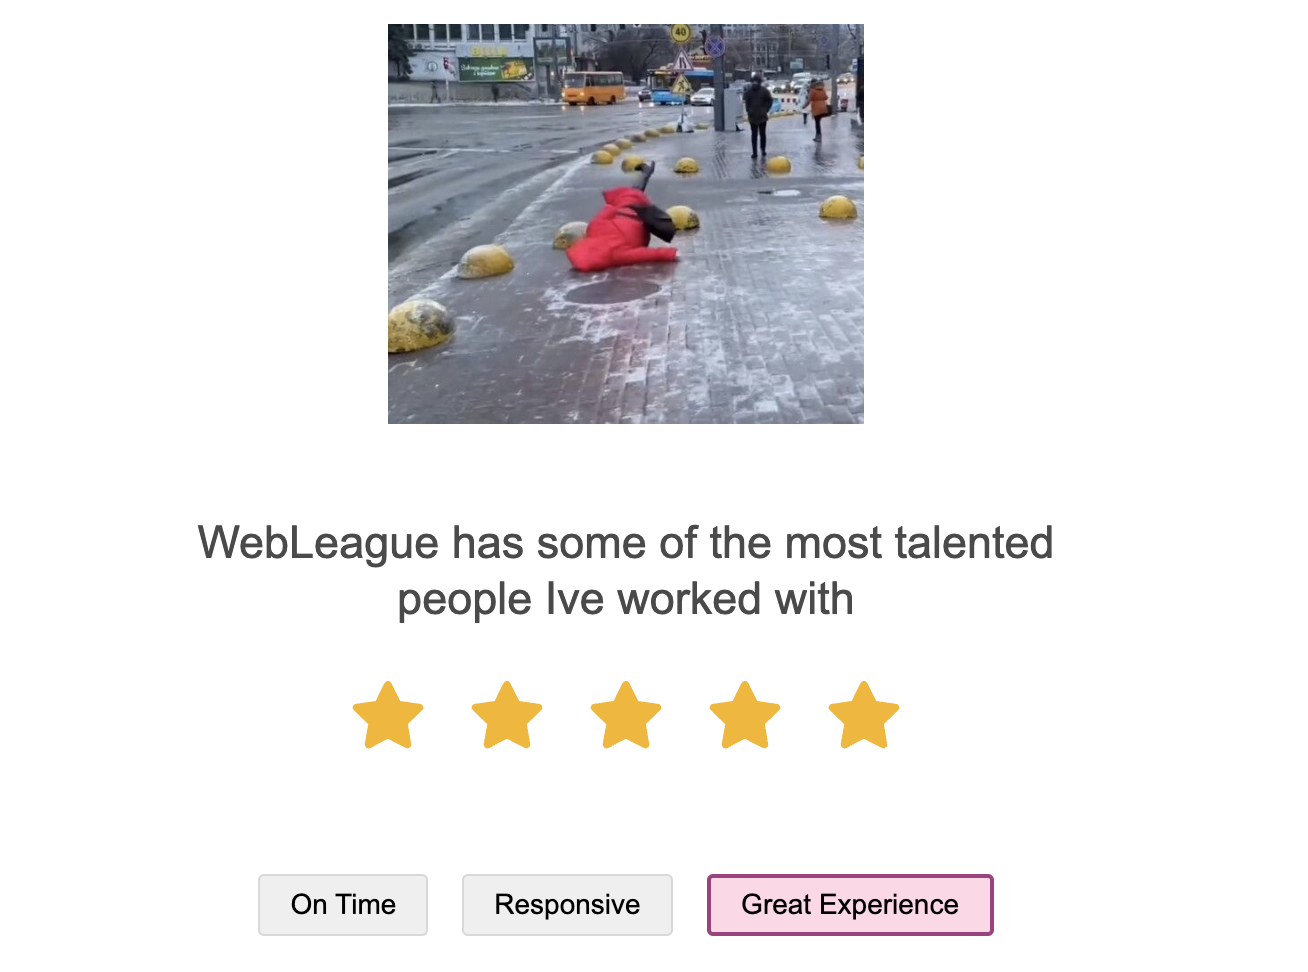 40
WebLeague has some of the most talented
people Ive worked with
On Time
Responsive
Great Experience